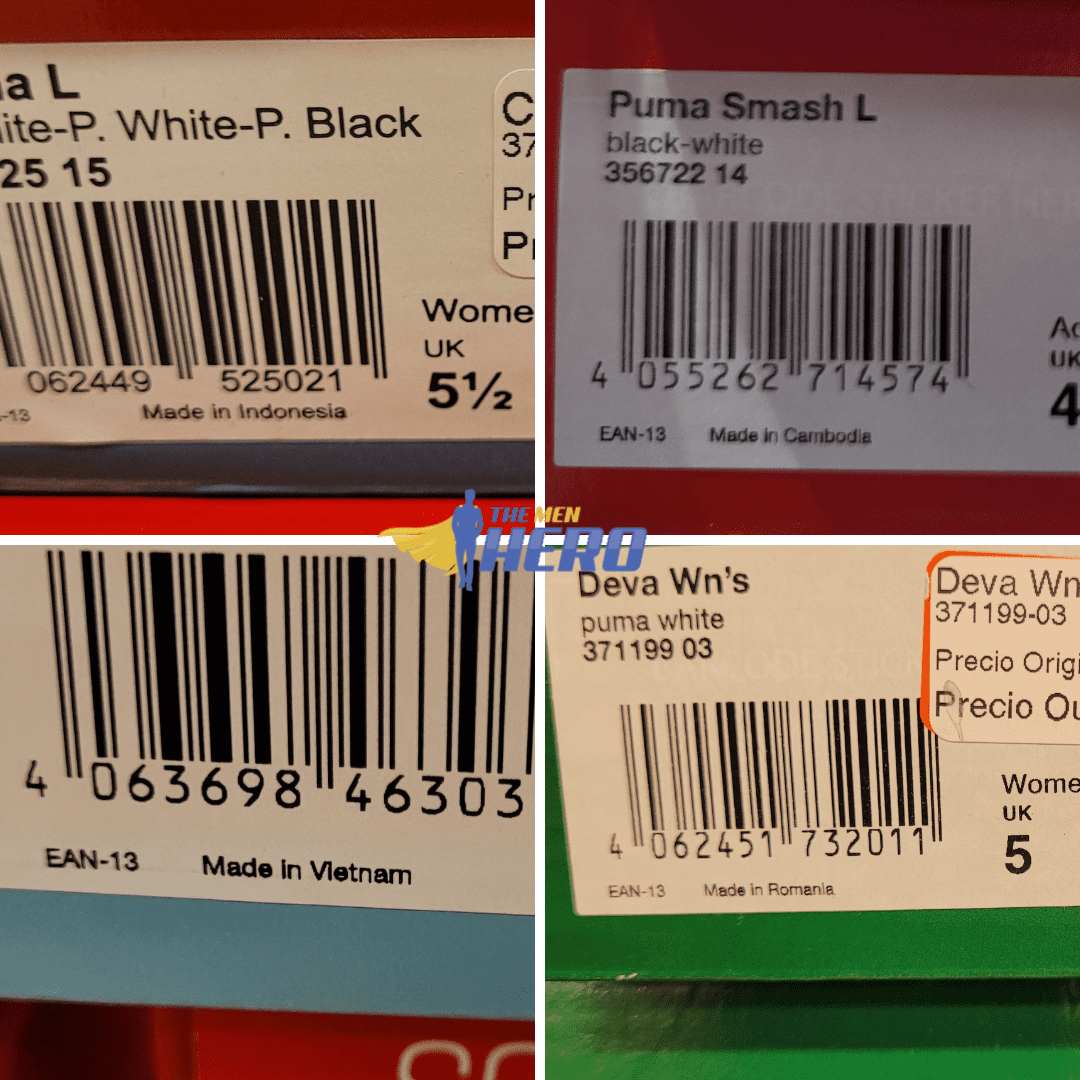 a L
ite-P. White-P. Black
25 15
C
37
Pr
Pr
Wome
UK
5½
062449 525021
-13 Made in Indonesia
Puma Smash L
black-white
356722 14
Ad
UK
4
4 055262 714574
EAN-13 Made in Cambodia
THE MEN
HERO
4 063698 46303
EAN-13 Made in Vietnam
Deva Wn's
puma white
371199 03
Deva Wn
371199-03
Precio Origi
Precio Ou
Wome
UK
5
4 062451 732011
EAN-13 Made in Romania